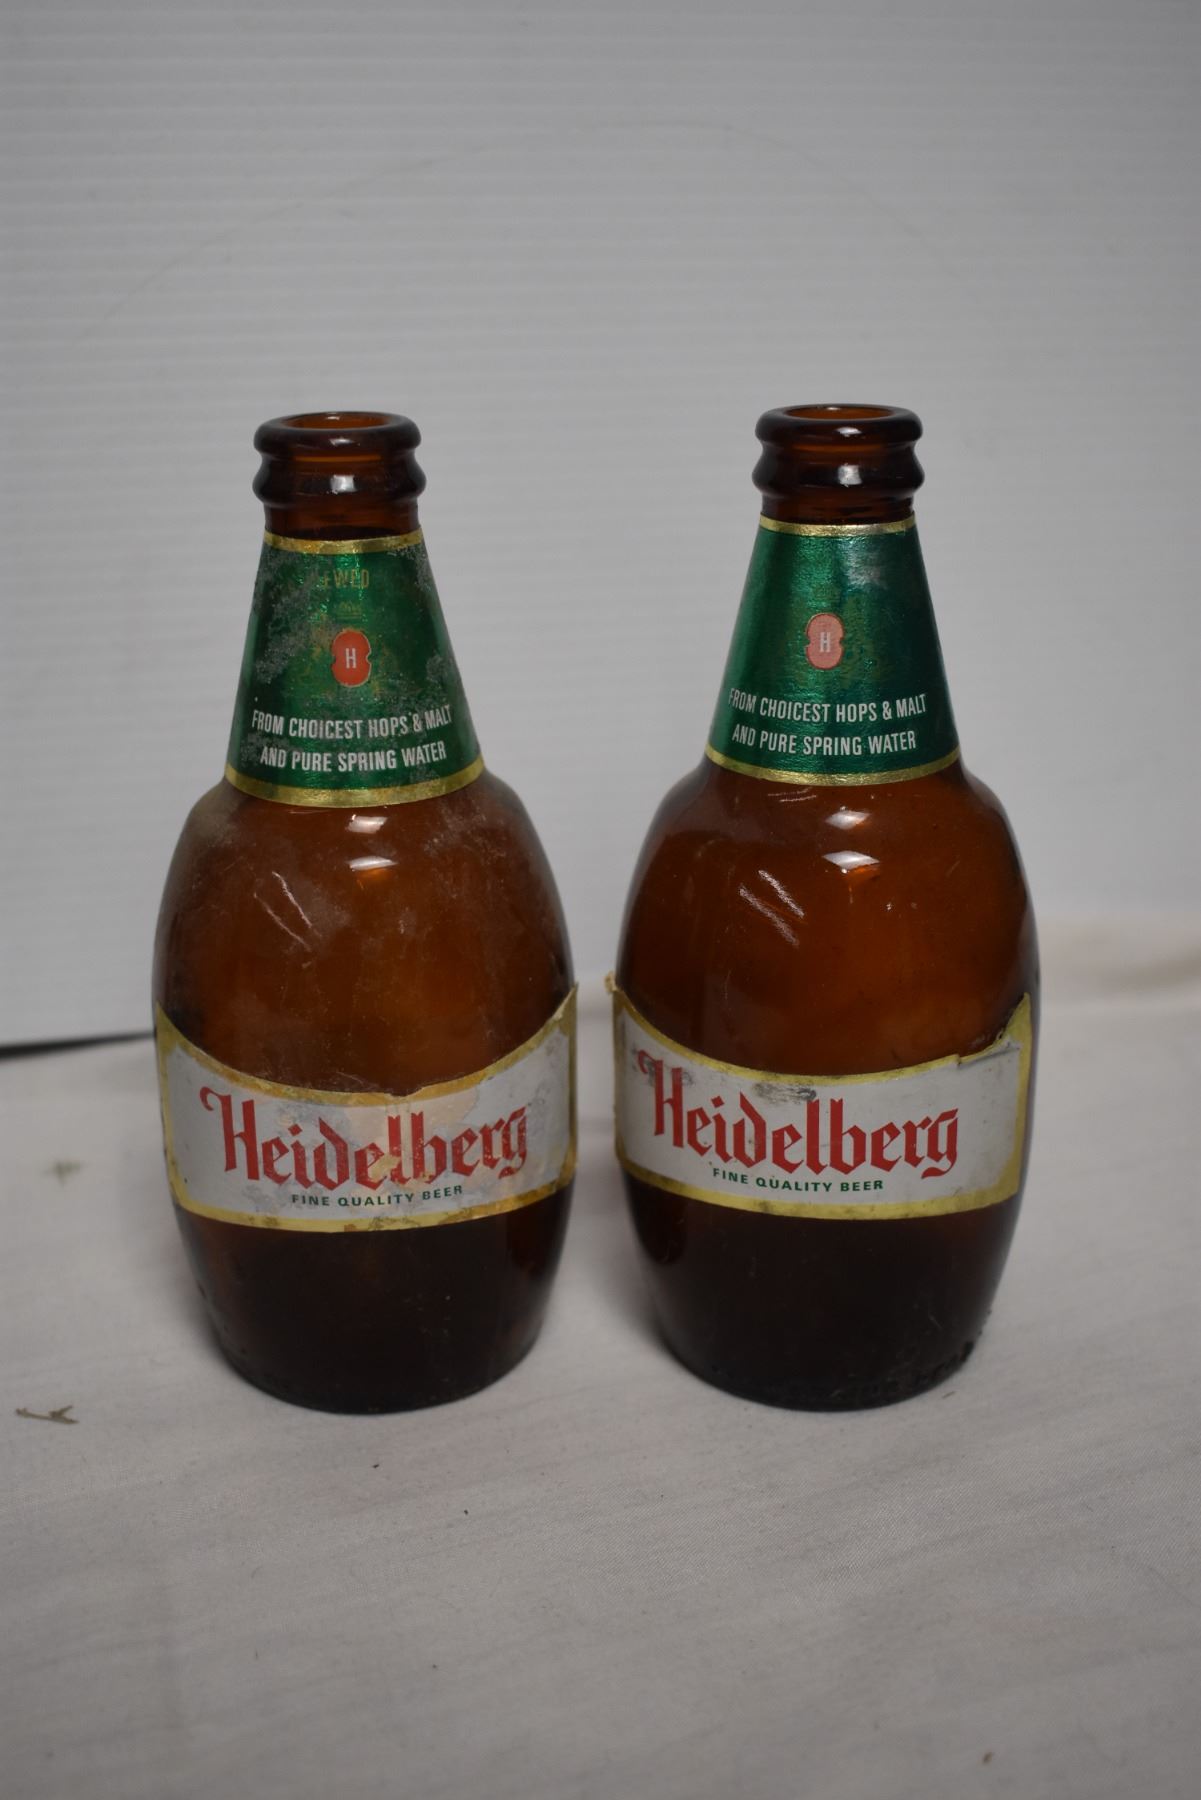 H
FROM CHOICEST HOPS & MALT
AND PURE SPRING WATER
Heidelberg
FINE QUALITY BEER
H
FROM CHOICEST HOPS & MALT
AND PURE SPRING WATER
Heidelberg
FINE QUALITY BEER